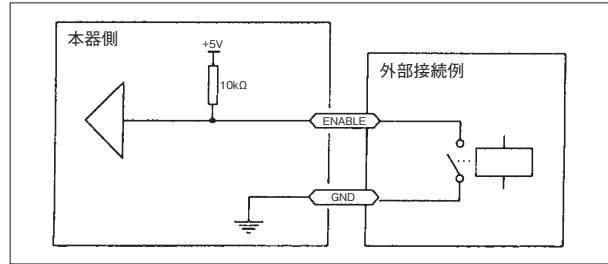 本器側
+5V
10kΩ
ENABLE
GND
外部接続例